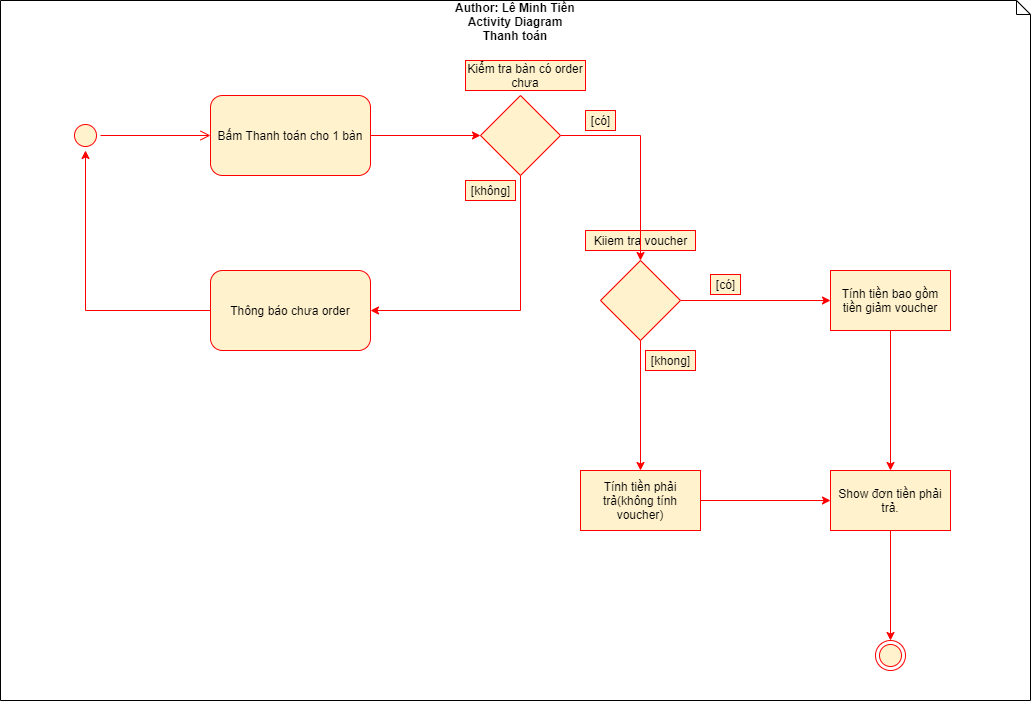 Author: Lê Minh Tiến
Activity Diagram
Thanh toán
Kiểm tra bàn có order
chưa
[có]
Bấm Thanh toán cho 1 bàn
[không]
Kiiem tra voucher
[có]
Tính tiền bao gồm
tiền giảm voucher
Thông báo chưa order
[khong]
Tính tiền phải
trả(không tính
voucher)
Show đơn tiền phải
trả.